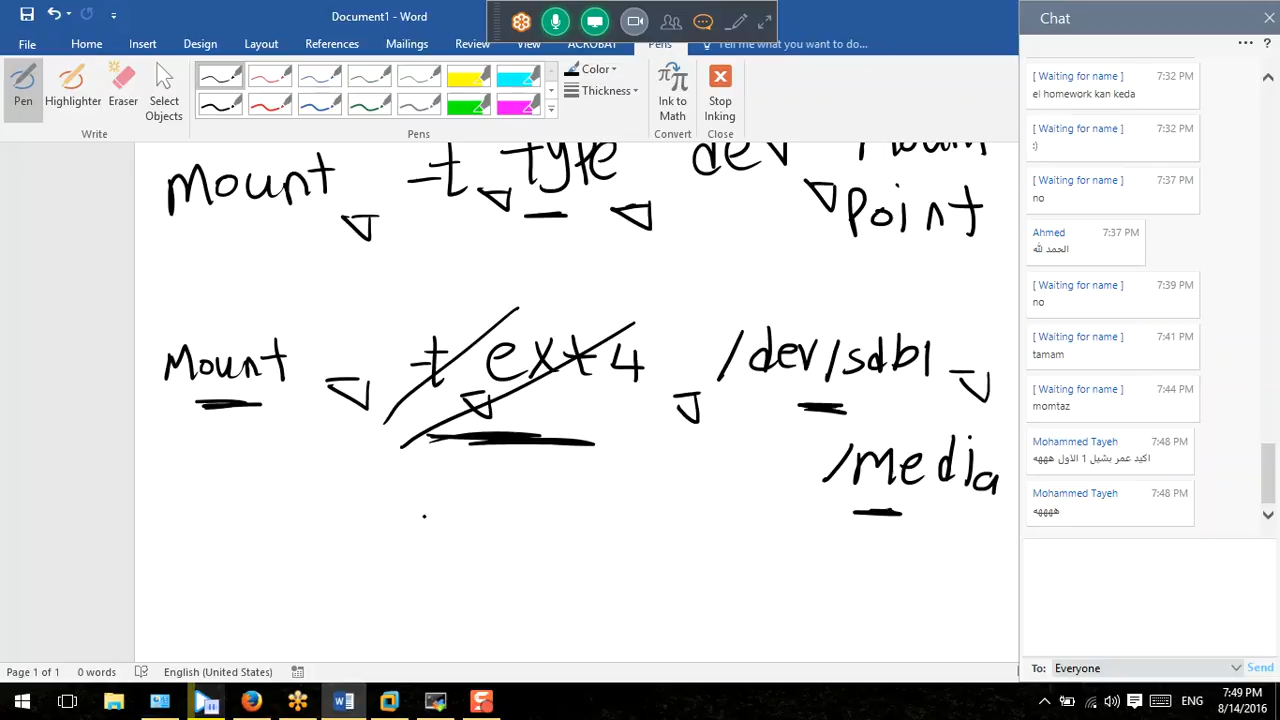 Document1 - Word
File Home Insert Design Layout References Mailings Review View ACROBAT Pens Tell me what you want to do...
Pen
Highlighter
Eraser
Select Objects
Color
Thickness
Ink to Math
Stop Inking
Write
Pens
Convert
Close
Mount -t type dev Mount
Point
Mount -t ext4 /dev/sdb1
/media
Chat
[ Waiting for name ] 7:32 PM
el homework kan keda
[ Waiting for name ] 7:32 PM
:)
[ Waiting for name ] 7:37 PM
no
Ahmed 7:37 PM
الحمد لله
[ Waiting for name ] 7:39 PM
no
[ Waiting for name ] 7:41 PM
tamam
[ Waiting for name ] 7:44 PM
momtaz
Mohammed Tayeh 7:48 PM
اكيد عمر بشيل 1 الاول هههه
Mohammed Tayeh 7:48 PM
ههههه
To: Everyone Send
Page 1 of 1 0 words English (United States)
ENG 7:49 PM
8/14/2016